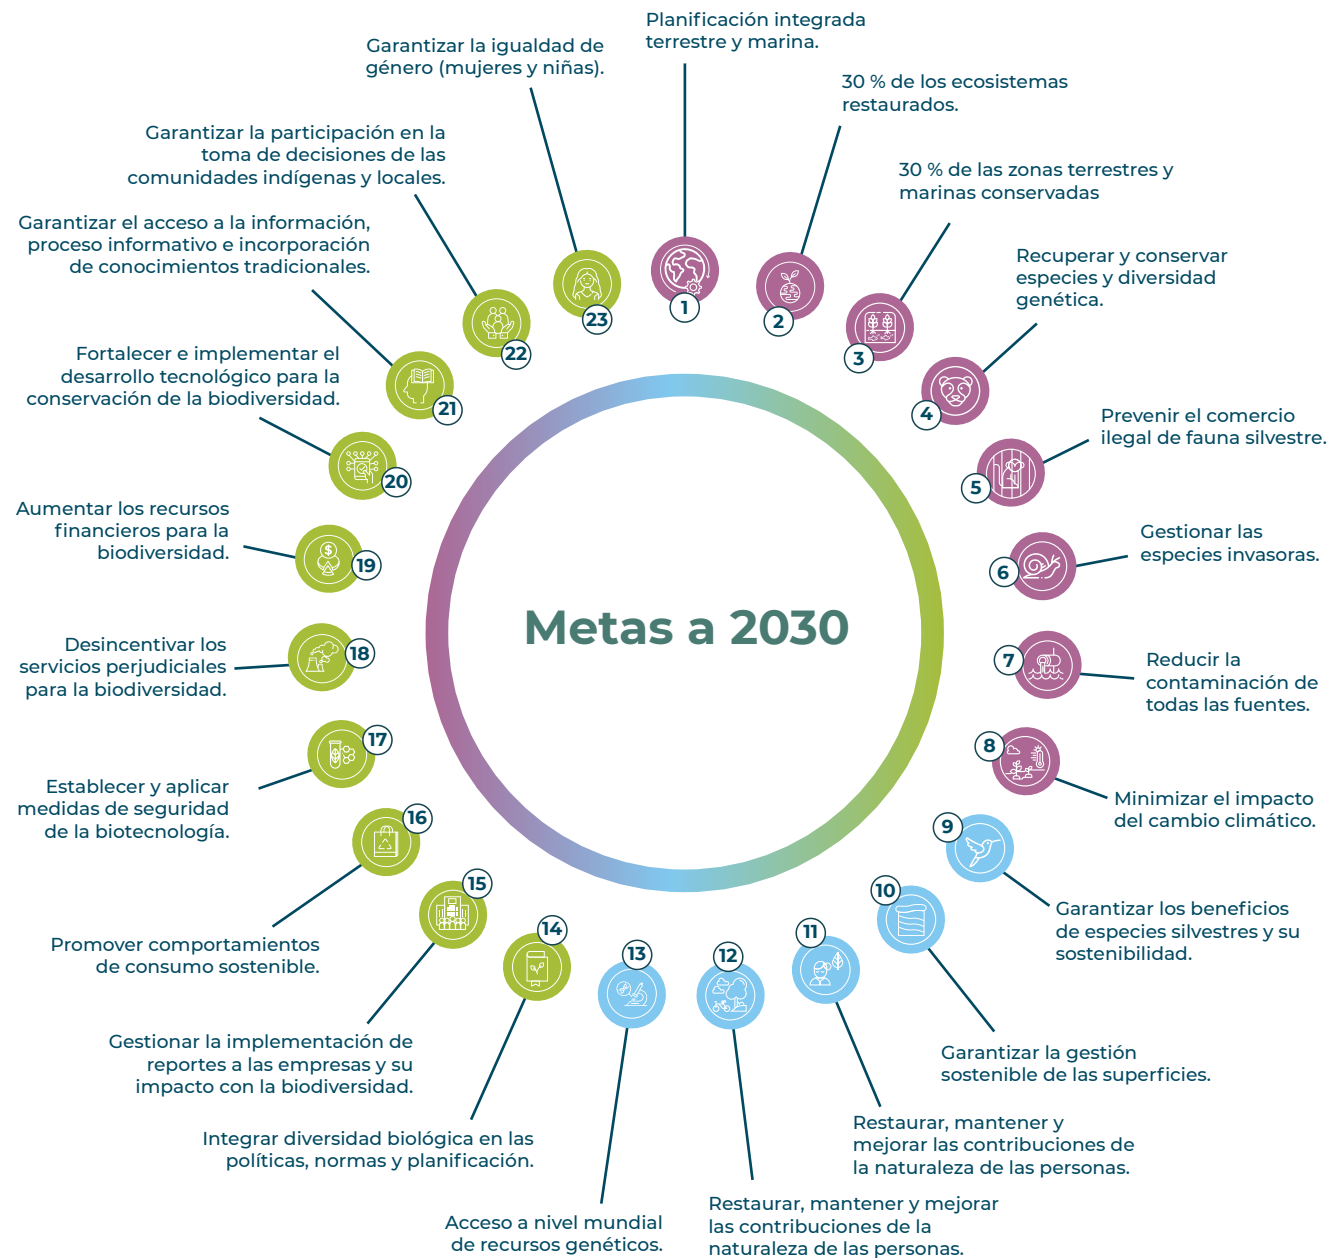 Planificación integrada
terrestre y marina.
1
30 % de los ecosistemas
restaurados.
2
30 % de las zonas terrestres y
marinas conservadas
3
Recuperar y conservar
especies y diversidad
genética.
4
Prevenir el comercio
ilegal de fauna silvestre.
5
Gestionar las
especies invasoras.
6
Reducir la
contaminación de
todas las fuentes.
7
Minimizar el impacto
del cambio climático.
8
Garantizar los beneficios
de especies silvestres y su
sostenibilidad.
9
Garantizar la gestión
sostenible de las superficies.
10
Restaurar, mantener y
mejorar las contribuciones de
la naturaleza de las personas.
11
Restaurar, mantener y mejorar
las contribuciones de la
naturaleza de las personas.
12
Acceso a nivel mundial
de recursos genéticos.
13
Integrar diversidad biológica en las
políticas, normas y planificación.
14
Gestionar la implementación de
reportes a las empresas y su
impacto con la biodiversidad.
15
Promover comportamientos
de consumo sostenible.
16
Establecer y aplicar
medidas de seguridad
de la biotecnología.
17
Desincentivar los
servicios perjudiciales
para la biodiversidad.
18
Aumentar los recursos
financieros para la
biodiversidad.
19
$
Fortalecer e implementar el
desarrollo tecnológico para la
conservación de la biodiversidad.
20
Garantizar el acceso a la información,
proceso informativo e incorporación
de conocimientos tradicionales.
21
Garantizar la participación en la
toma de decisiones de las
comunidades indígenas y locales.
22
Garantizar la igualdad de
género (mujeres y niñas).
23
Metas a 2030